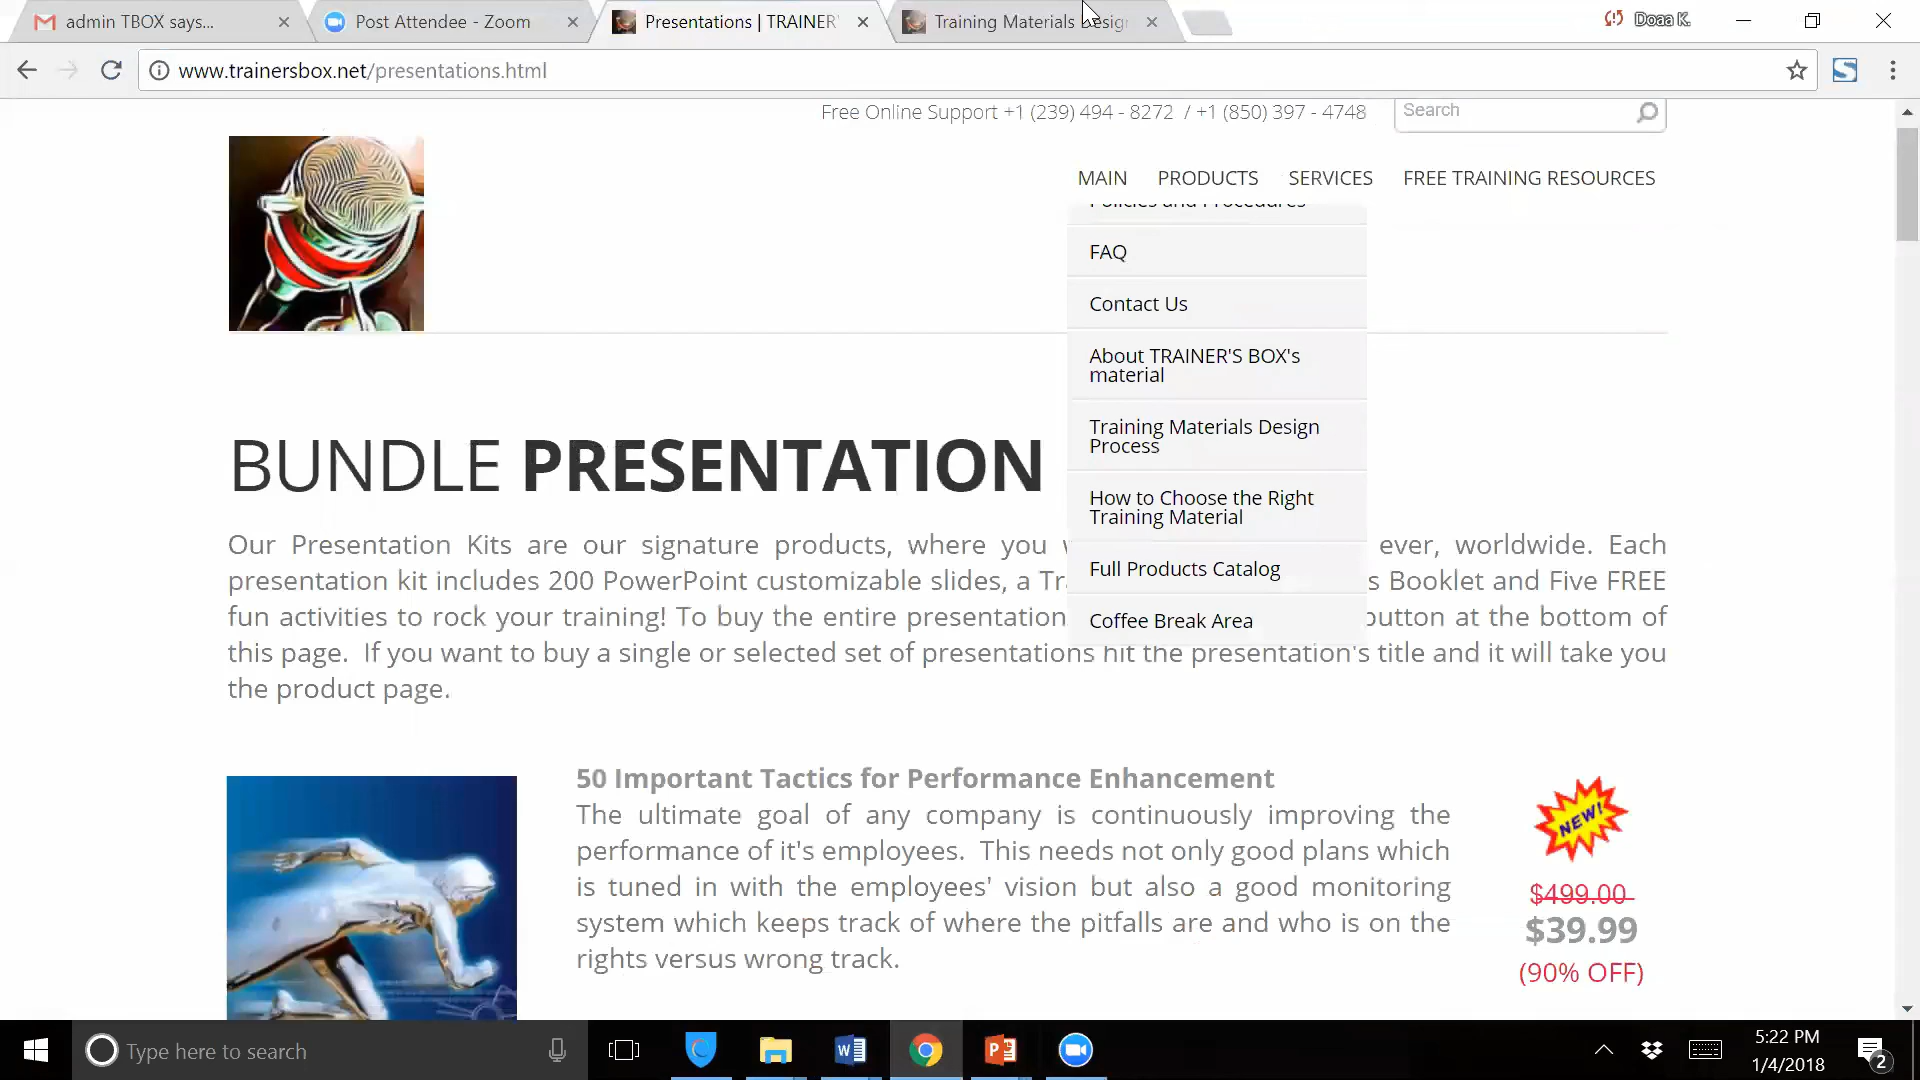 admin TBOX says...
Post Attendee - Zoom
Presentations | TRAINER'
Training Materials Design
Doaa K.
www.trainersbox.net/presentations.html
Free Online Support +1 (239) 494 - 8272 / +1 (850) 397 - 4748
Search
MAIN PRODUCTS SERVICES FREE TRAINING RESOURCES
Policies and Procedures
FAQ
Contact Us
About TRAINER'S BOX's
material
Training Materials Design
Process
How to Choose the Right
Training Material
Full Products Catalog
Coffee Break Area
BUNDLE PRESENTATION
Our Presentation Kits are our signature products, where you ever, worldwide. Each
presentation kit includes 200 PowerPoint customizable slides, a s Booklet and Five FREE
fun activities to rock your training! To buy the entire presentation button at the bottom of
this page. If you want to buy a single or selected set of presentations hit the presentation's title and it will take you
the product page.
50 Important Tactics for Performance Enhancement
The ultimate goal of any company is continuously improving the
performance of it's employees. This needs not only good plans which
is tuned in with the employees' vision but also a good monitoring
system which keeps track of where the pitfalls are and who is on the
rights versus wrong track.
NEW!
$499.00
$39.99
(90% OFF)
Type here to search
5:22 PM
1/4/2018
2